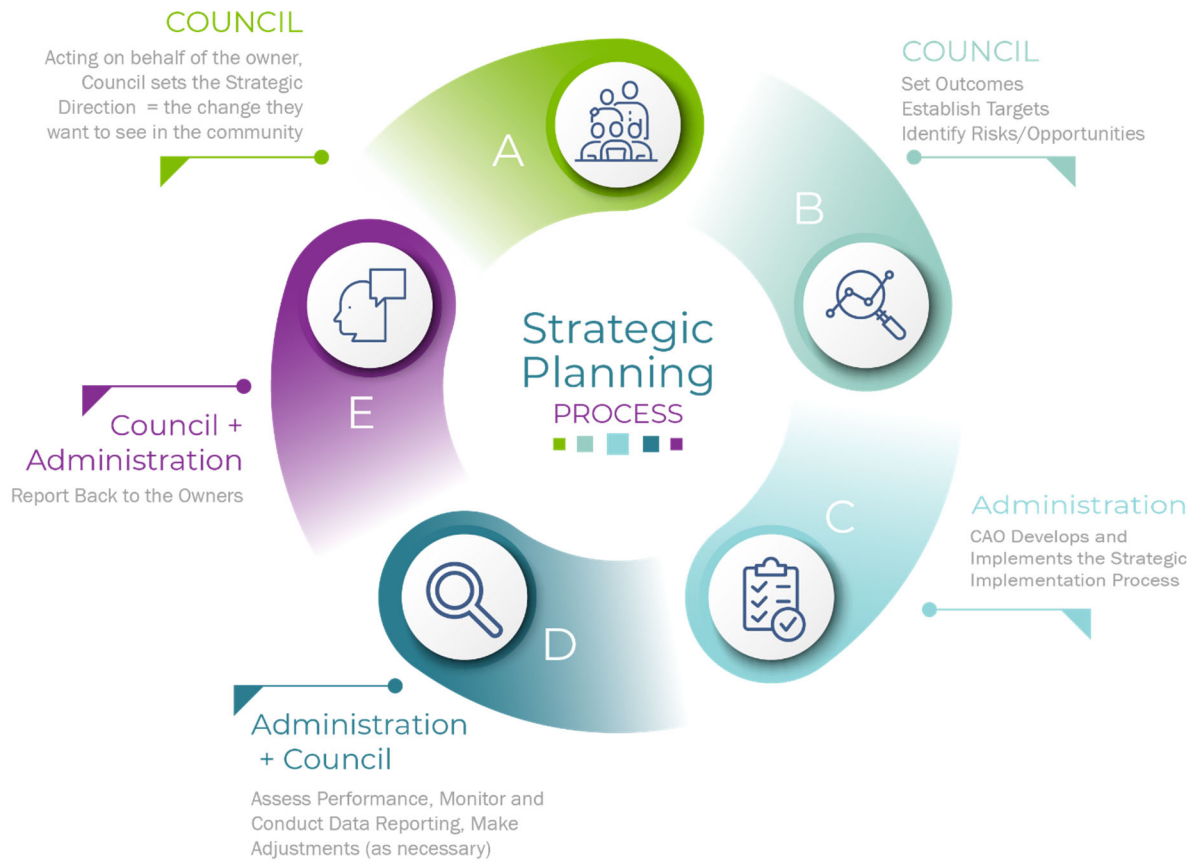 COUNCIL
Acting on behalf of the owner,
Council sets the Strategic
Direction = the change they
want to see in the community
A
COUNCIL
Set Outcomes
Establish Targets
Identify Risks/Opportunities
B
Strategic
Planning
PROCESS
Administration
CAO Develops and
Implements the Strategic
Implementation Process
C
Administration
+ Council
Assess Performance, Monitor and
Conduct Data Reporting, Make
Adjustments (as necessary)
D
Council +
Administration
Report Back to the Owners
E